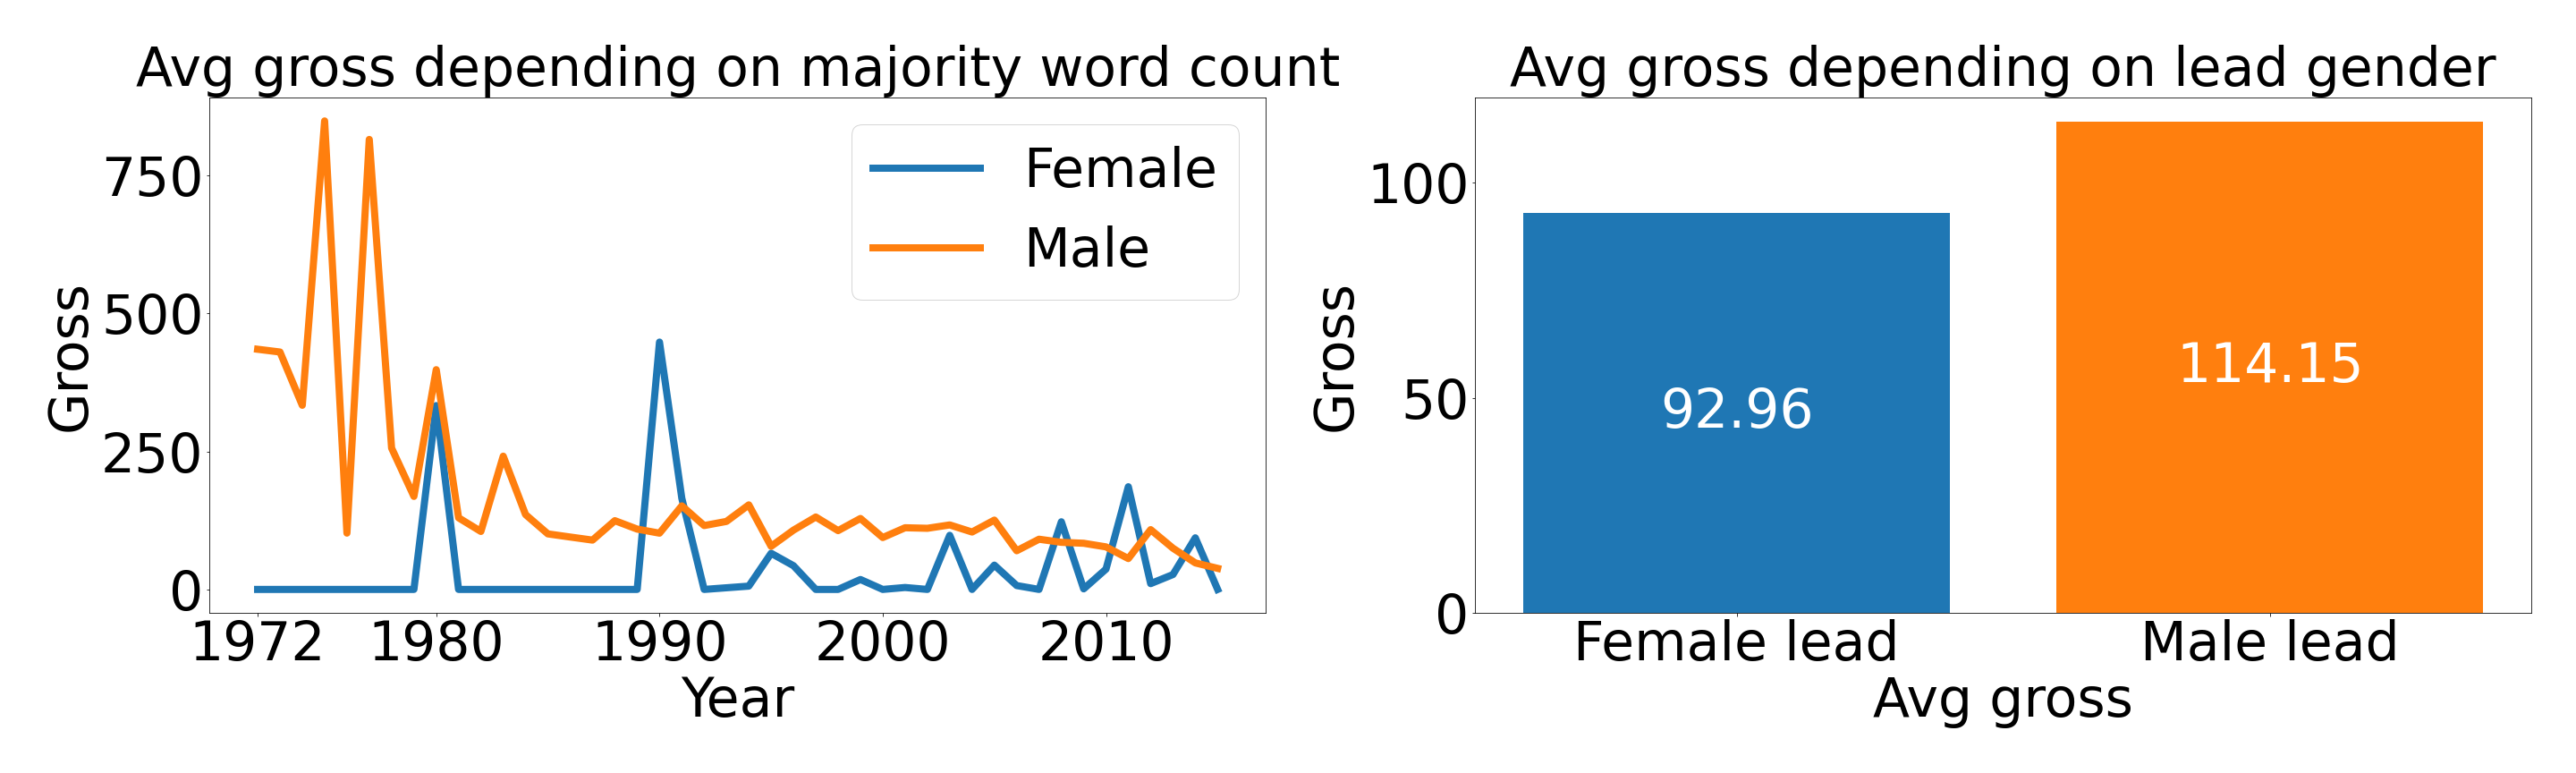 Avg gross depending on majority word count
750
500
250
0
Gross
Female
Male
1972 1980 1990 2000 2010
Year
Avg gross depending on lead gender
100
50
0
Gross
92.96
114.15
Female lead Male lead
Avg gross